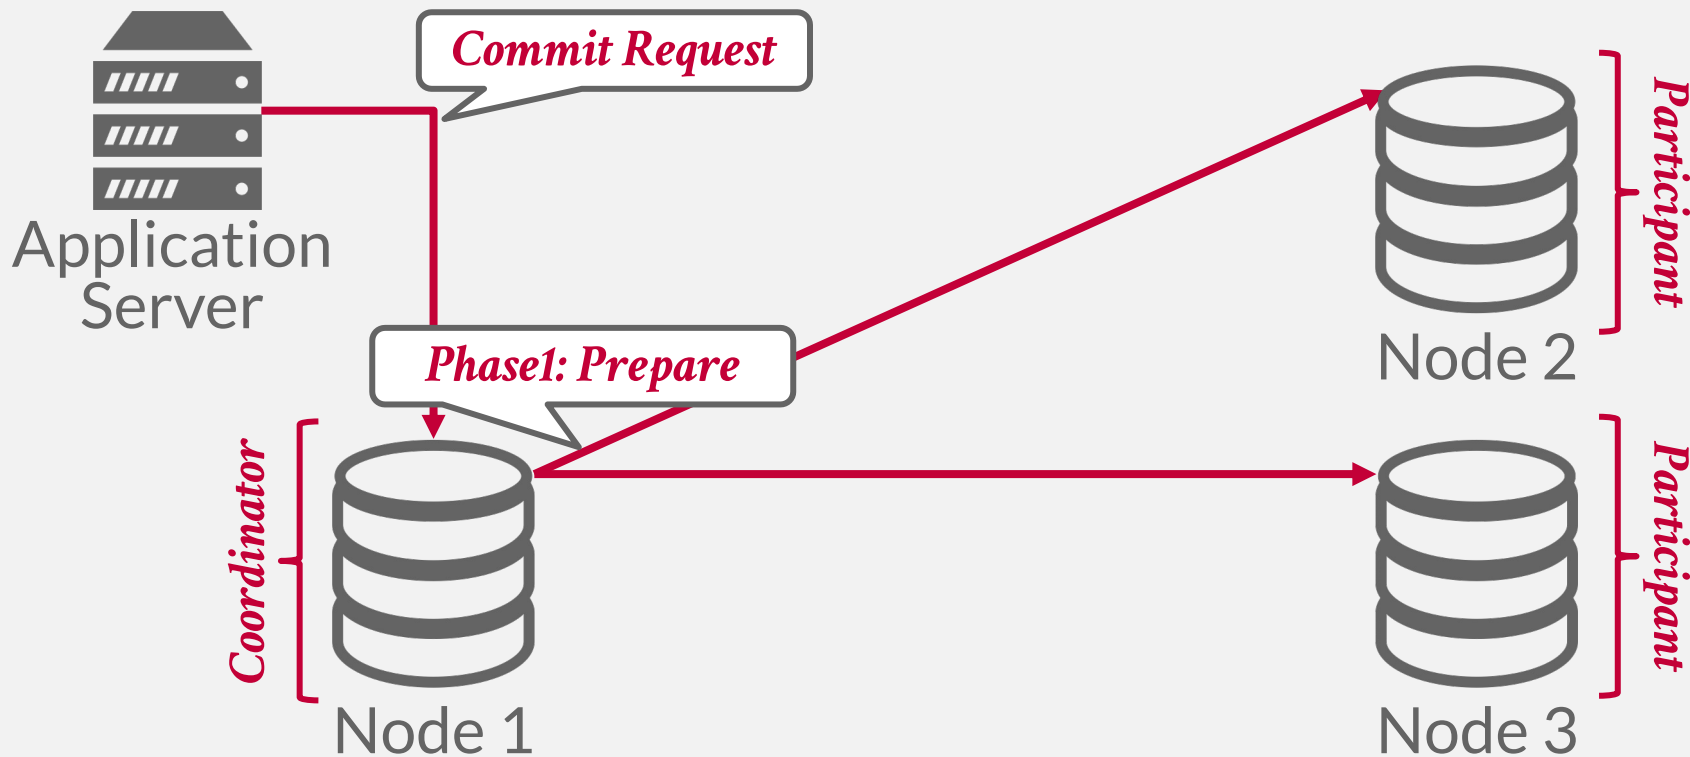 Commit Request
Application
Server
Participant
Node 2
Phase1: Prepare
Coordinator
Node 1
Participant
Node 3